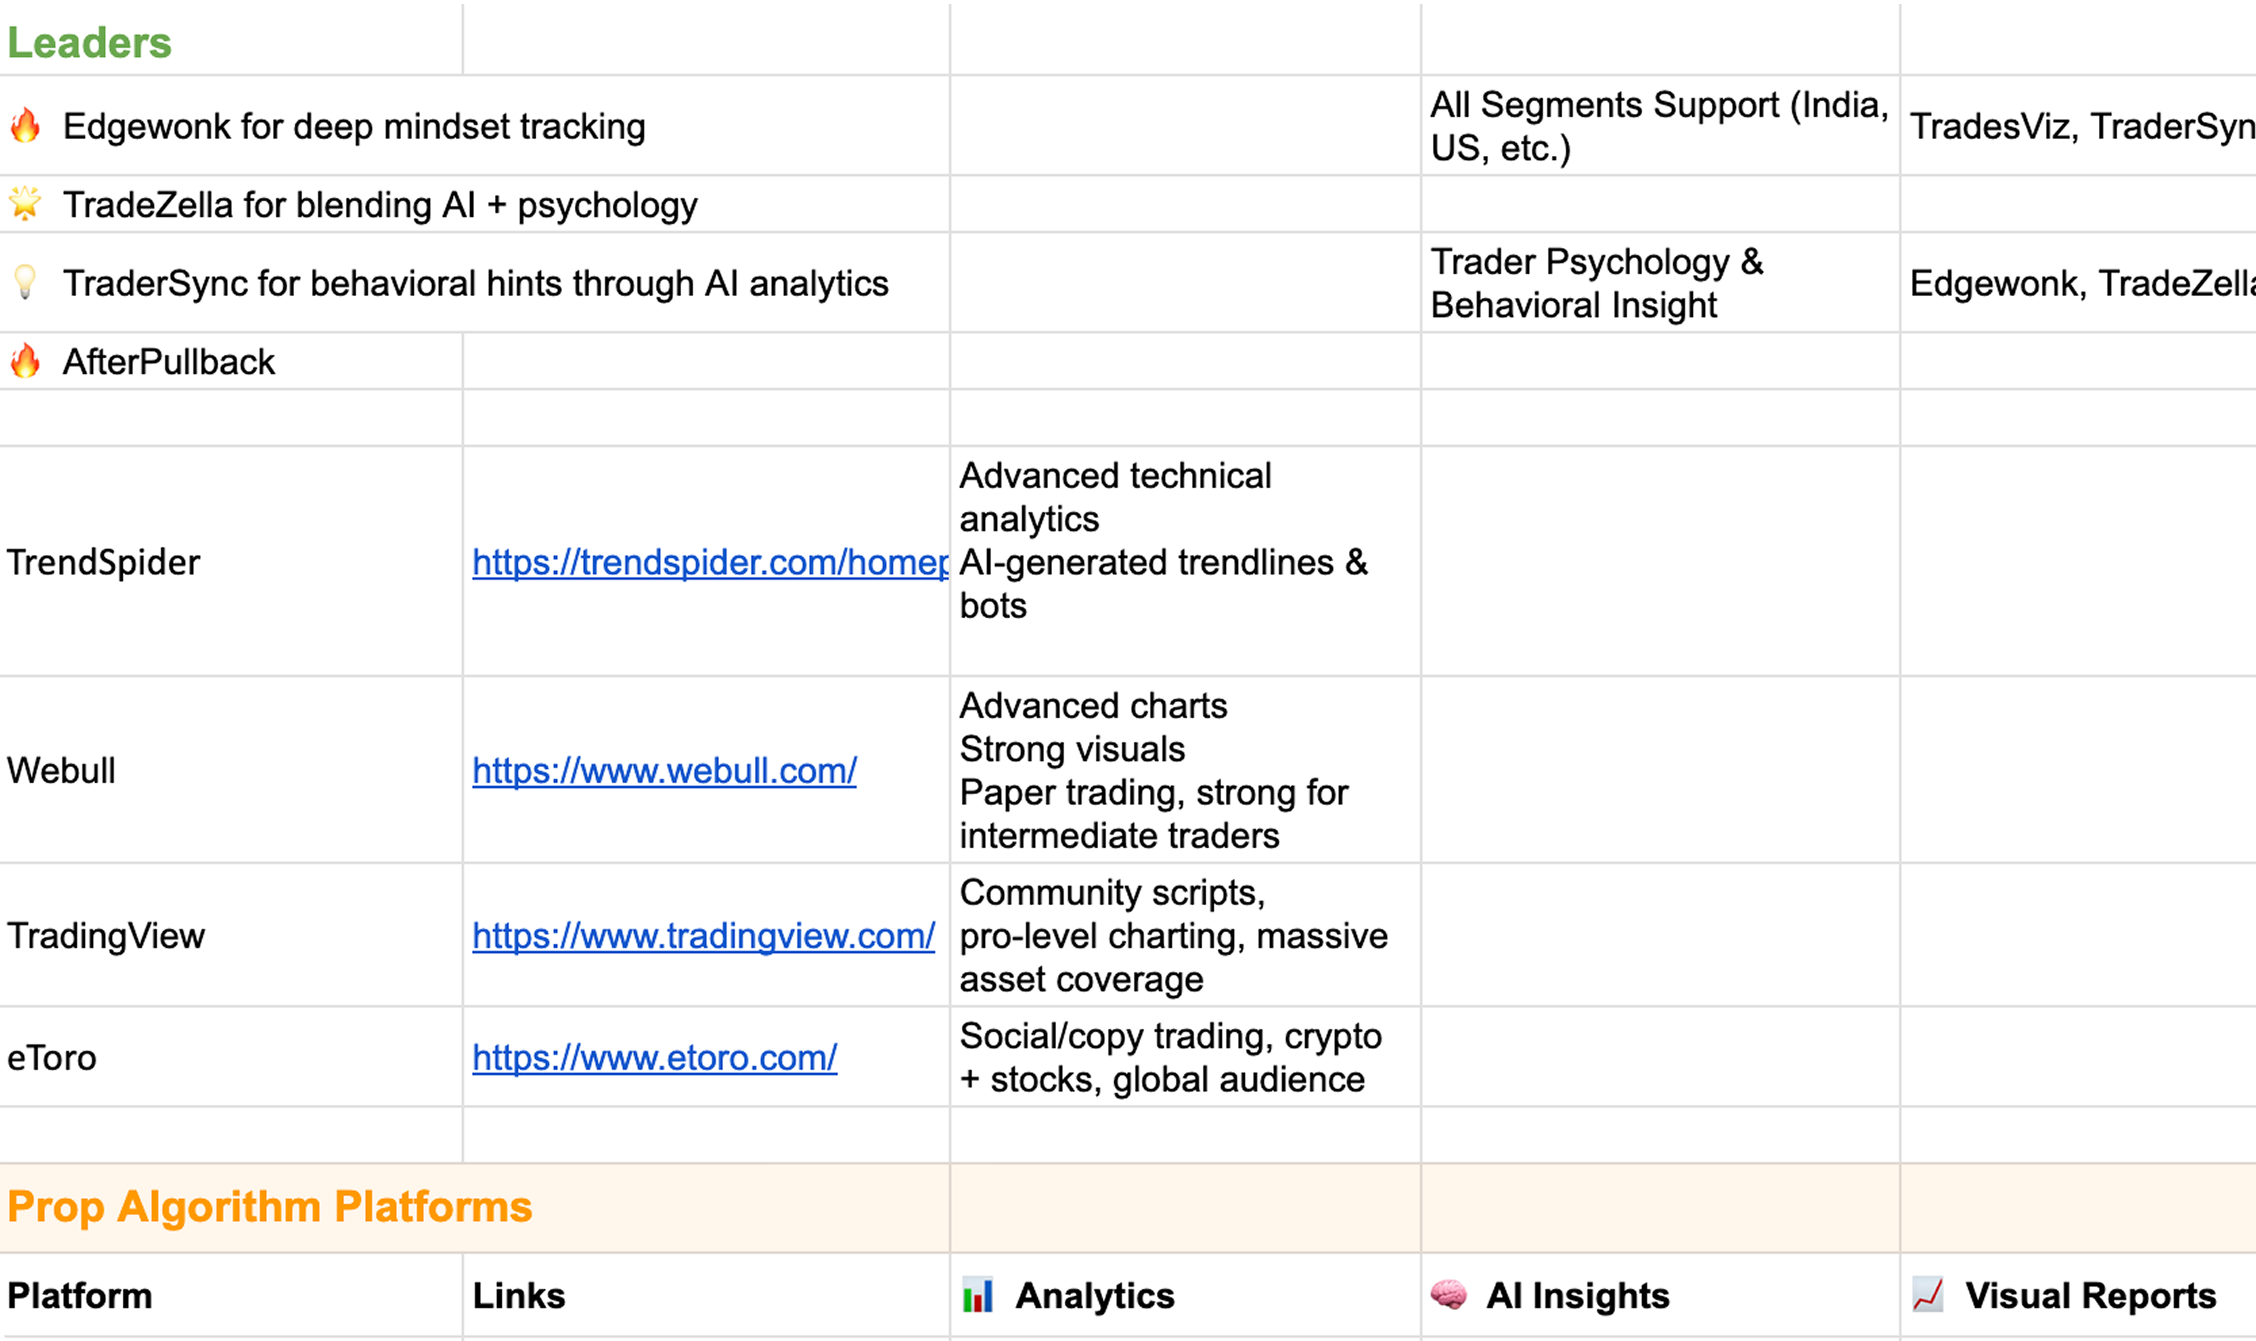 Leaders
🔥 Edgewonk for deep mindset tracking
All Segments Support (India,
US, etc.)
TradesViz, TraderSyn
🌟 TradeZella for blending AI + psychology
💡 TraderSync for behavioral hints through AI analytics
Trader Psychology &
Behavioral Insight
Edgewonk, TradeZella
🔥 AfterPullback
TrendSpider
https://trendspider.com/homep
Advanced technical
analytics
AI-generated trendlines &
bots
Webull
https://www.webull.com/
Advanced charts
Strong visuals
Paper trading, strong for
intermediate traders
TradingView
https://www.tradingview.com/
Community scripts,
pro-level charting, massive
asset coverage
eToro
https://www.etoro.com/
Social/copy trading, crypto
+ stocks, global audience
Prop Algorithm Platforms
Platform
Links
📊 Analytics
🧠 AI Insights
📈 Visual Reports